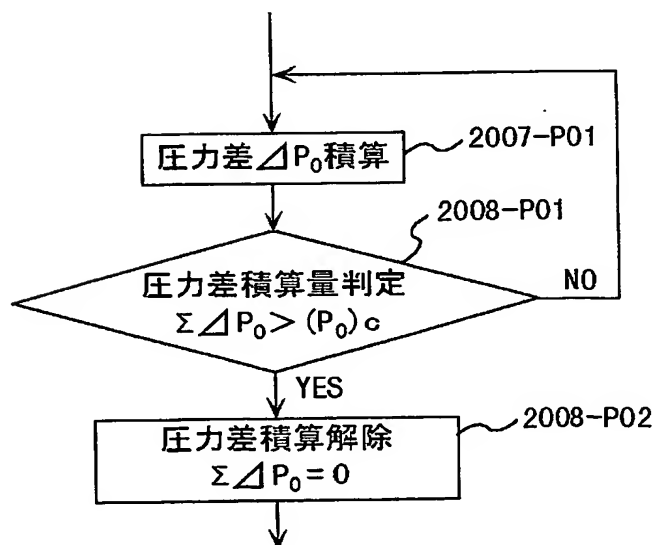 圧力差⊿P₀積算
2007-P01
2008-P01
圧力差積算量判定
Σ⊿P₀>(P₀)c
NO
YES
圧力差積算解除
Σ⊿P₀=0
2008-P02